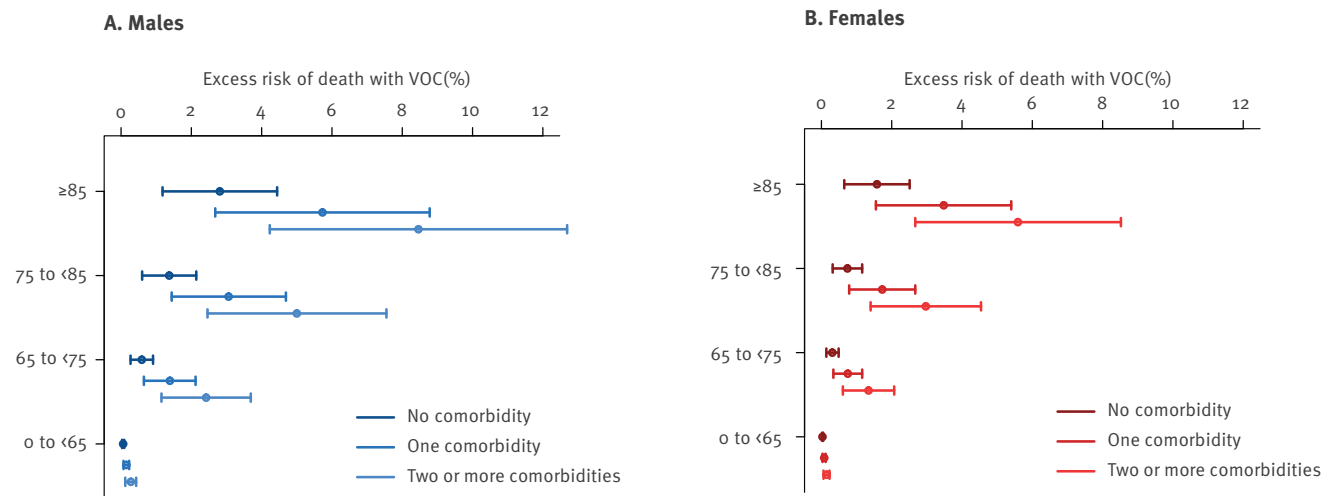 A. Males
Excess risk of death with VOC(%)
0 2 4 6 8 10 12
≥85
75 to <85
65 to <75
0 to <65
No comorbidity
One comorbidity
Two or more comorbidities
B. Females
Excess risk of death with VOC(%)
0 2 4 6 8 10 12
≥85
75 to <85
65 to <75
0 to <65
No comorbidity
One comorbidity
Two or more comorbidities